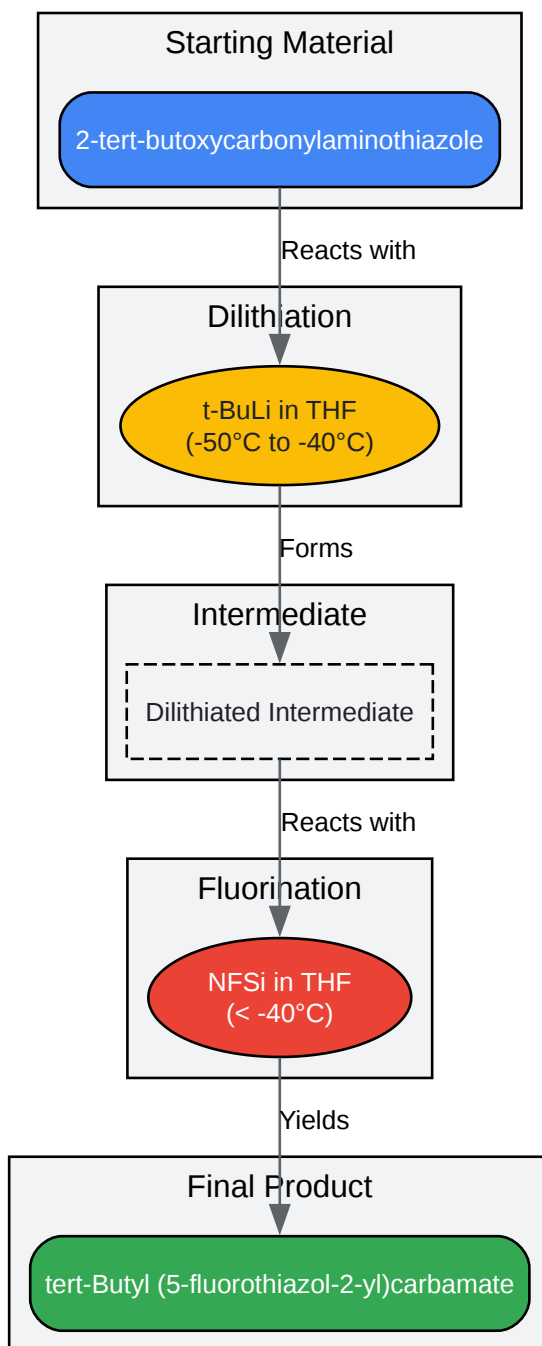 Starting Material
2-tert-butoxycarbonylaminothiazole
Reacts with
Dilithiation
t-BuLi in THF
(-50°C to -40°C)
Forms
Intermediate
Dilithiated Intermediate
Reacts with
Fluorination
NFSi in THF
(< -40°C)
Yields
Final Product
tert-Butyl (5-fluorothiazol-2-yl)carbamate